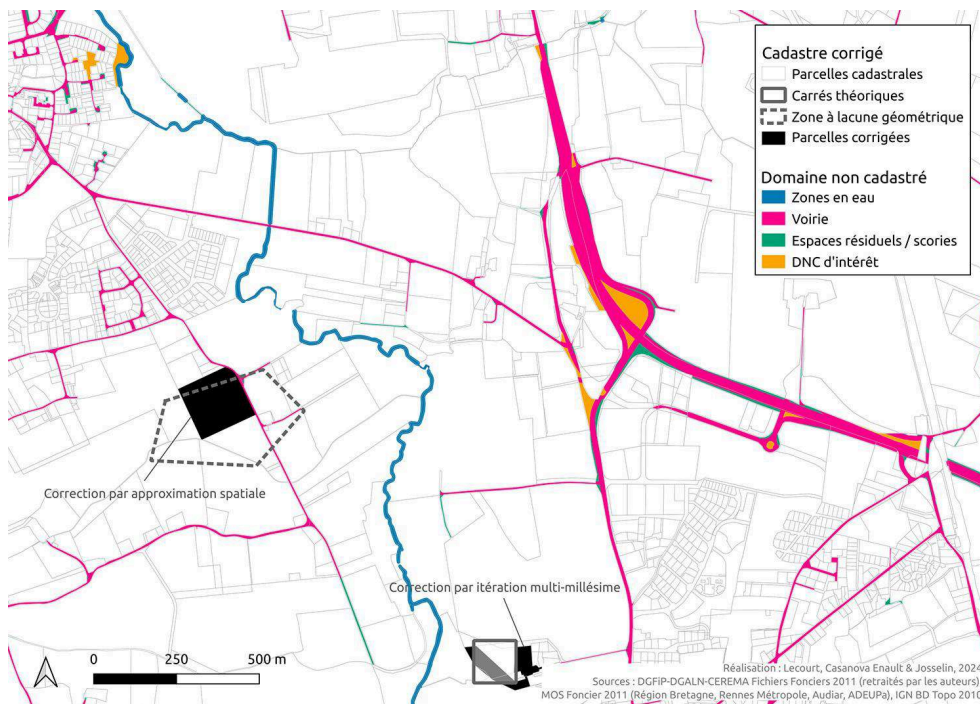 Cadastre corrigé
Parcelles cadastrales
Carrés théoriques
Zone à lacune géométrique
Parcelles corrigées
Domaine non cadastré
Zones en eau
Voirie
Espaces résiduels / scories
DNC d'intérêt
Correction par approximation spatiale
Correction par itération multi-millésime
0 250 500 m
Réalisation : Lecourt, Casanova Enault & Josselin, 2024
Sources : DGFiP-DGALN-CEREMA Fichiers Fonciers 2011 (retraités par les auteurs)
MOS Foncier 2011 (Région Bretagne, Rennes Métropole, Audiar, ADEUPa), IGN BD Topo 2010